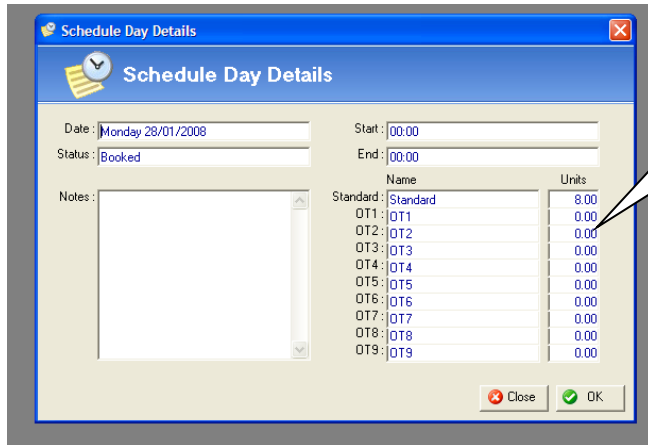 Schedule Day Details
Schedule Day Details
Date : Monday 28/01/2008
Start : 00:00
Status : Booked
End : 00:00
Name Units
Notes :
Standard : Standard 8.00
OT1 : OT1 0.00
OT2 : OT2 0.00
OT3 : OT3 0.00
OT4 : OT4 0.00
OT5 : OT5 0.00
OT6 : OT6 0.00
OT7 : OT7 0.00
OT8 : OT8 0.00
OT9 : OT9 0.00
Close OK